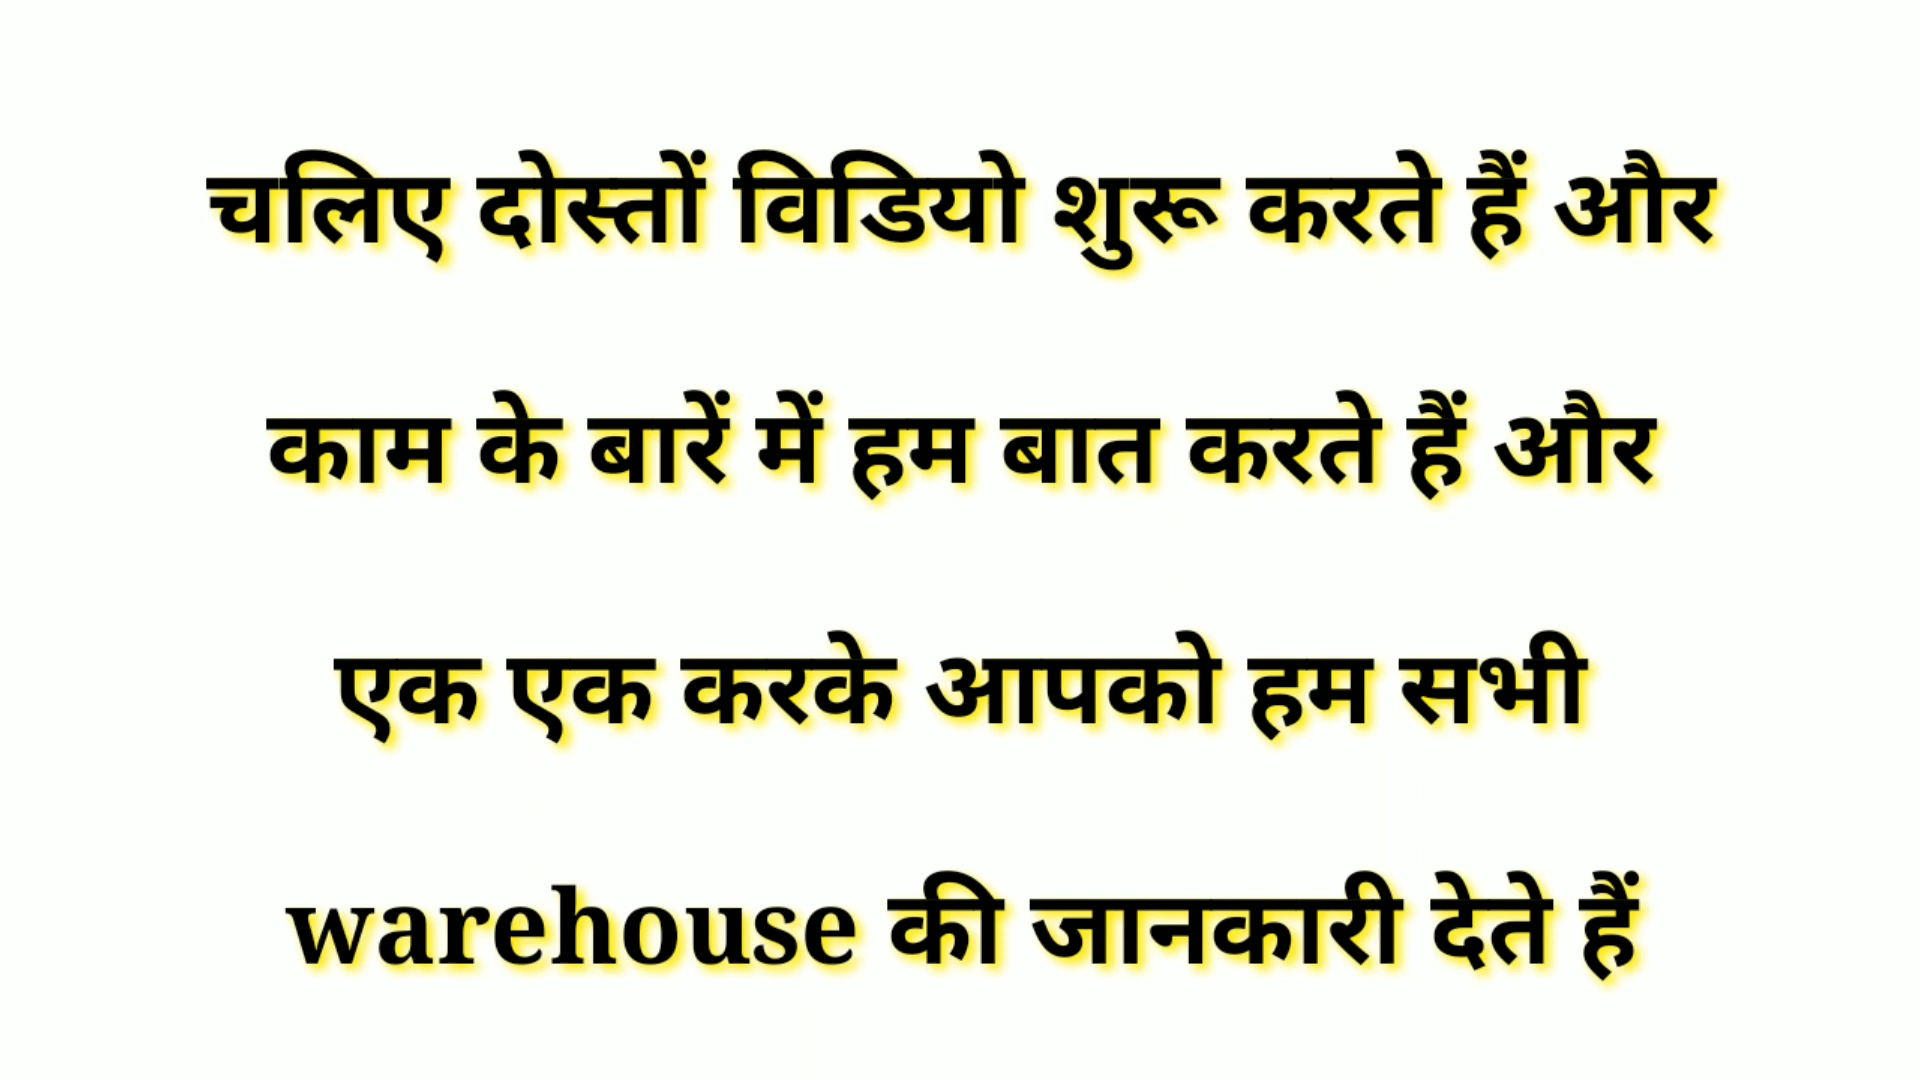 चलिए दोस्तों विडियो शुरू करते हैं और
काम के बारें में हम बात करते हैं और
एक एक करके आपको हम सभी
warehouse की जानकारी देते हैं